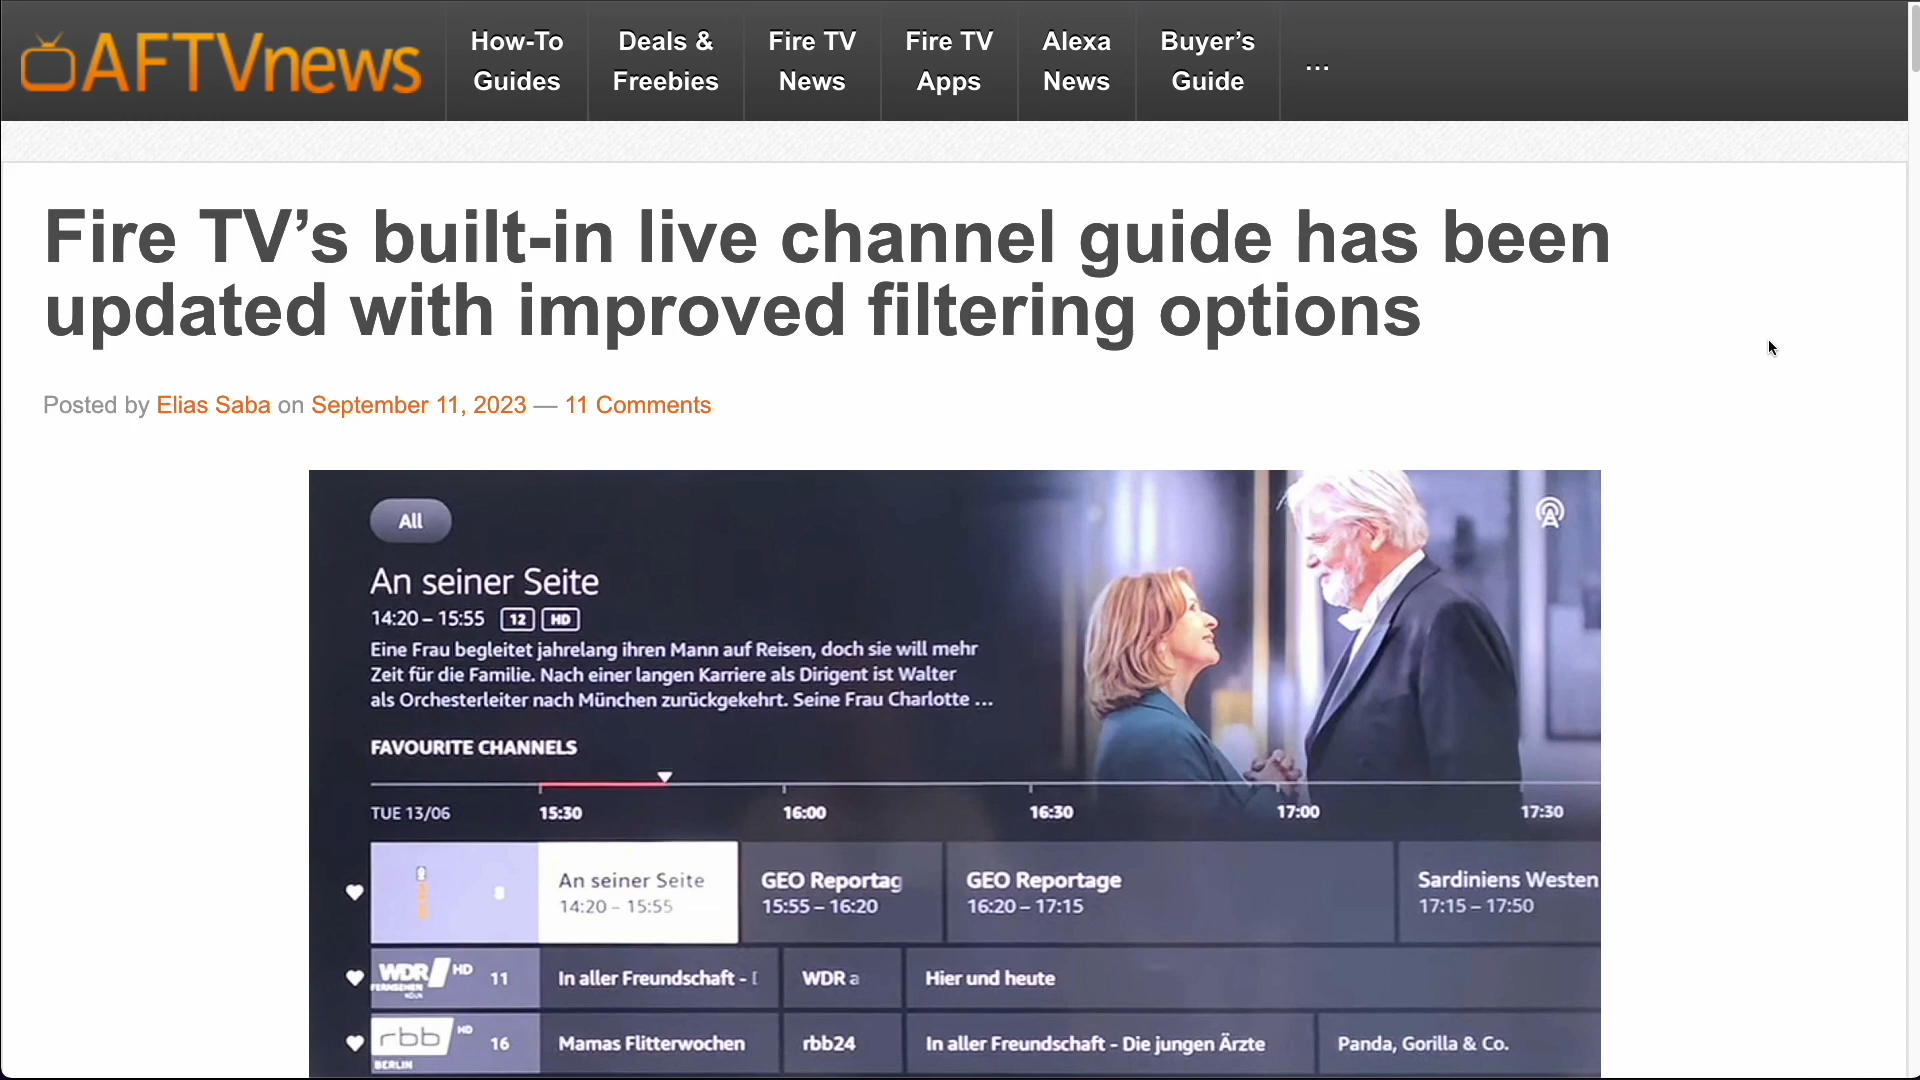 AFTVnews
How-To Guides
Deals & Freebies
Fire TV News
Fire TV Apps
Alexa News
Buyer’s Guide
...
Fire TV’s built-in live channel guide has been
updated with improved filtering options
Posted by Elias Saba on September 11, 2023 — 11 Comments
All
An seiner Seite
14:20 – 15:55 12 HD
Eine Frau begleitet jahrelang ihren Mann auf Reisen, doch sie will mehr
Zeit für die Familie. Nach einer langen Karriere als Dirigent ist Walter
als Orchesterleiter nach München zurückgekehrt. Seine Frau Charlotte ...
FAVOURITE CHANNELS
TUE 13/06 15:30 16:00 16:30 17:00 17:30
8 An seiner Seite GEO Reportag GEO Reportage Sardiniens Westen
14:20 – 15:55 15:55 – 16:20 16:20 – 17:15 17:15 – 17:50
WDR HD FERNSEHEN KÖLN 11 In aller Freundschaft - WDR a Hier und heute
rbb HD BERLIN 16 Mamas Flitterwochen rbb24 In aller Freundschaft - Die jungen Ärzte Panda, Gorilla & Co.